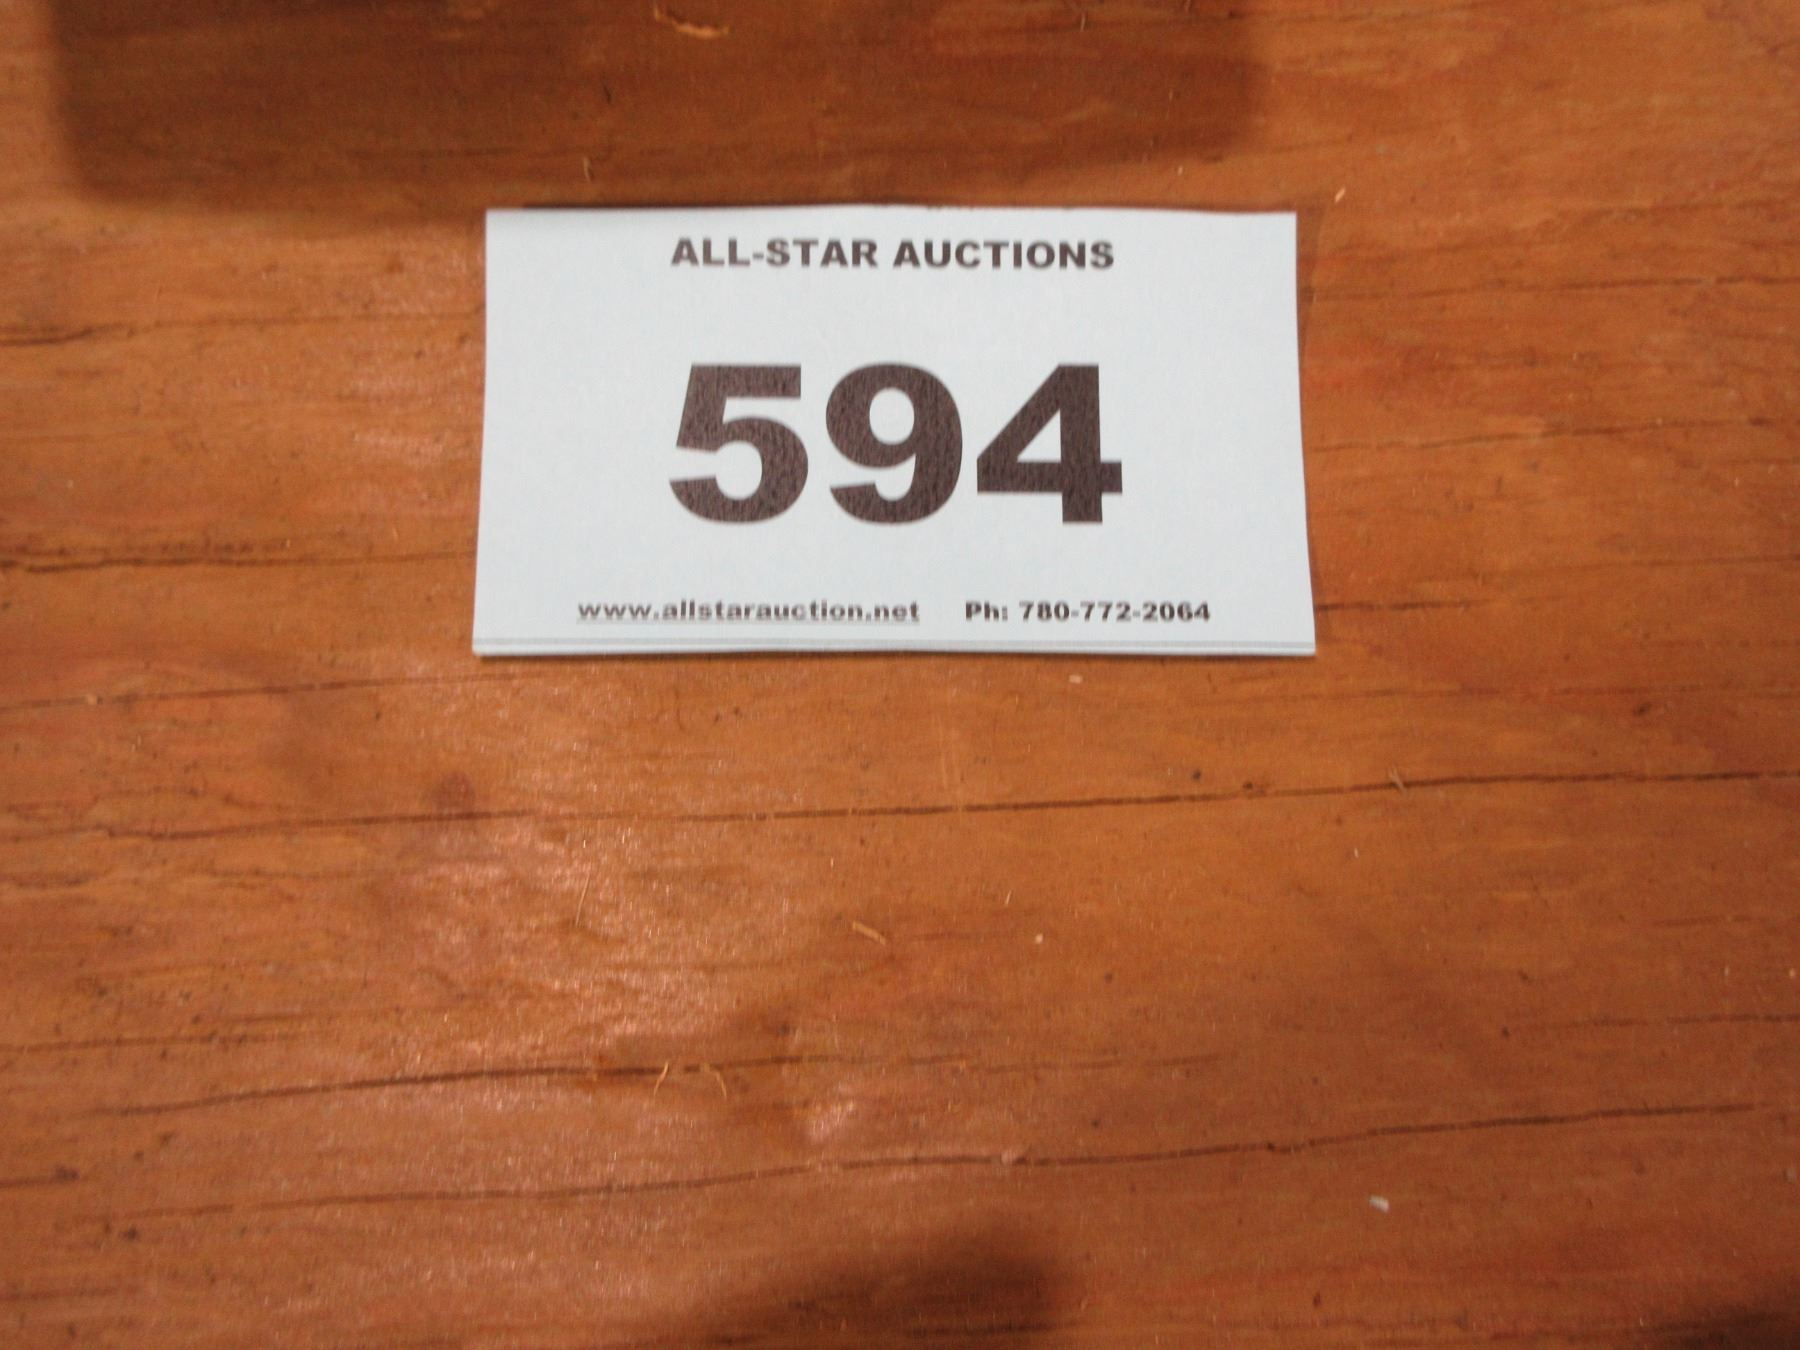 ALL-STAR AUCTIONS
594
www.allstarauction.net Ph: 780-772-2064